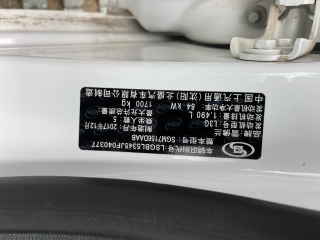 车辆识别代号: LSGBL5345JF040377
品牌: 整车型号: SGM7156DAAB
发动机型号: L3G 制造年月: 2017年12月
发动机排量: 1.490 L 乘坐人数: 5
发动机最大净功率: 84 kW 最大允许总质量: 1700 kg
中国 上汽通用(沈阳)北盛汽车有限公司制造